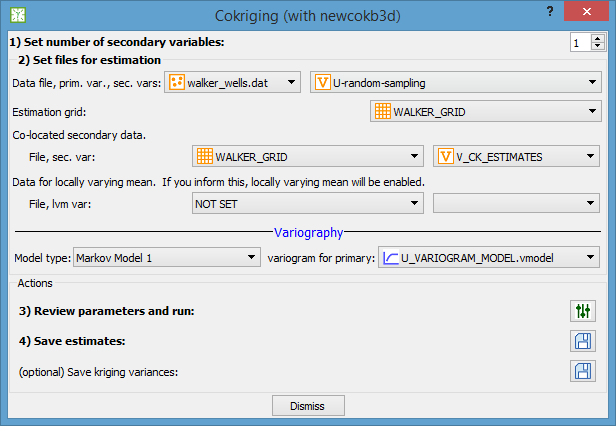 Cokriging (with newcokb3d)
? ×
1) Set number of secondary variables: 1
2) Set files for estimation
Data file, prim. var., sec. vars: walker_wells.dat V U-random-sampling
Estimation grid: WALKER_GRID
Co-located secondary data.
File, sec. var: WALKER_GRID V V_CK_ESTIMATES
Data for locally varying mean. If you inform this, locally varying mean will be enabled.
File, lvm var: NOT SET
Variography
Model type: Markov Model 1 variogram for primary: U_VARIOGRAM_MODEL.vmodel
Actions
3) Review parameters and run:
4) Save estimates:
(optional) Save kriging variances:
Dismiss